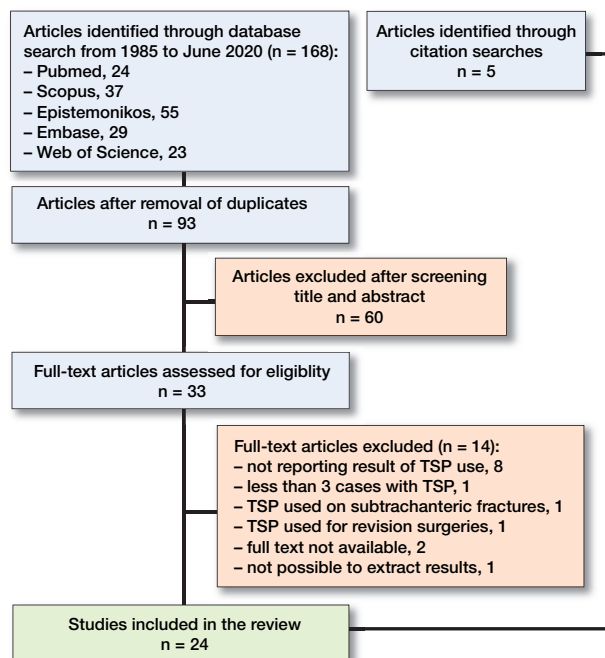 Articles identified through database
search from 1985 to June 2020 (n = 168):
– Pubmed, 24
– Scopus, 37
– Epistemonikos, 55
– Embase, 29
– Web of Science, 23
Articles identified through
citation searches
n = 5
Articles after removal of duplicates
n = 93
Articles excluded after screening
title and abstract
n = 60
Full-text articles assessed for eligiblity
n = 33
Full-text articles excluded (n = 14):
– not reporting result of TSP use, 8
– less than 3 cases with TSP, 1
– TSP used on subtrachanteric fractures, 1
– TSP used for revision surgeries, 1
– full text not available, 2
– not possible to extract results, 1
Studies included in the review
n = 24